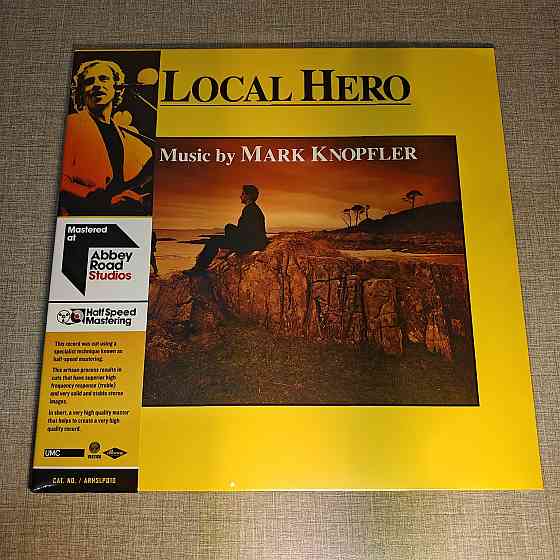 LOCAL HERO
Music by MARK KNOPFLER
Mastered
at
Abbey
Road
Studios
Half Speed
Mastering
This record was cut using a
specialist technique known as
half-speed mastering.
This artisan process results in
cuts that have superior high
frequency response (treble)
and very solid and stable stereo
images.
In short, a very high quality master
that helps to create a very high
quality record.
UMC
CAT. NO. / ARHSLP010